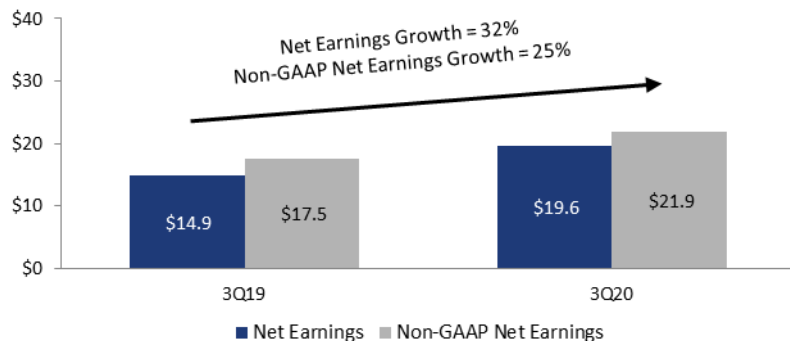 $40
Net Earnings Growth = 32%
Non-GAAP Net Earnings Growth = 25%
$30
$20
$10
$0
$14.9
$17.5
$19.6
$21.9
3Q19
3Q20
Net Earnings
Non-GAAP Net Earnings